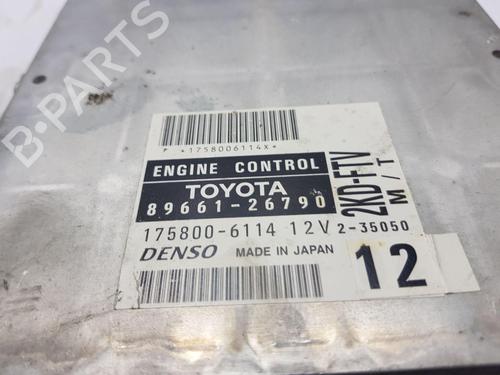 B-PARTS
P *1758006114X*
ENGINE CONTROL
TOYOTA
89661-26790
175800-6114 12V 2-35050
DENSO MADE IN JAPAN
2KD-FTV
M/T
12